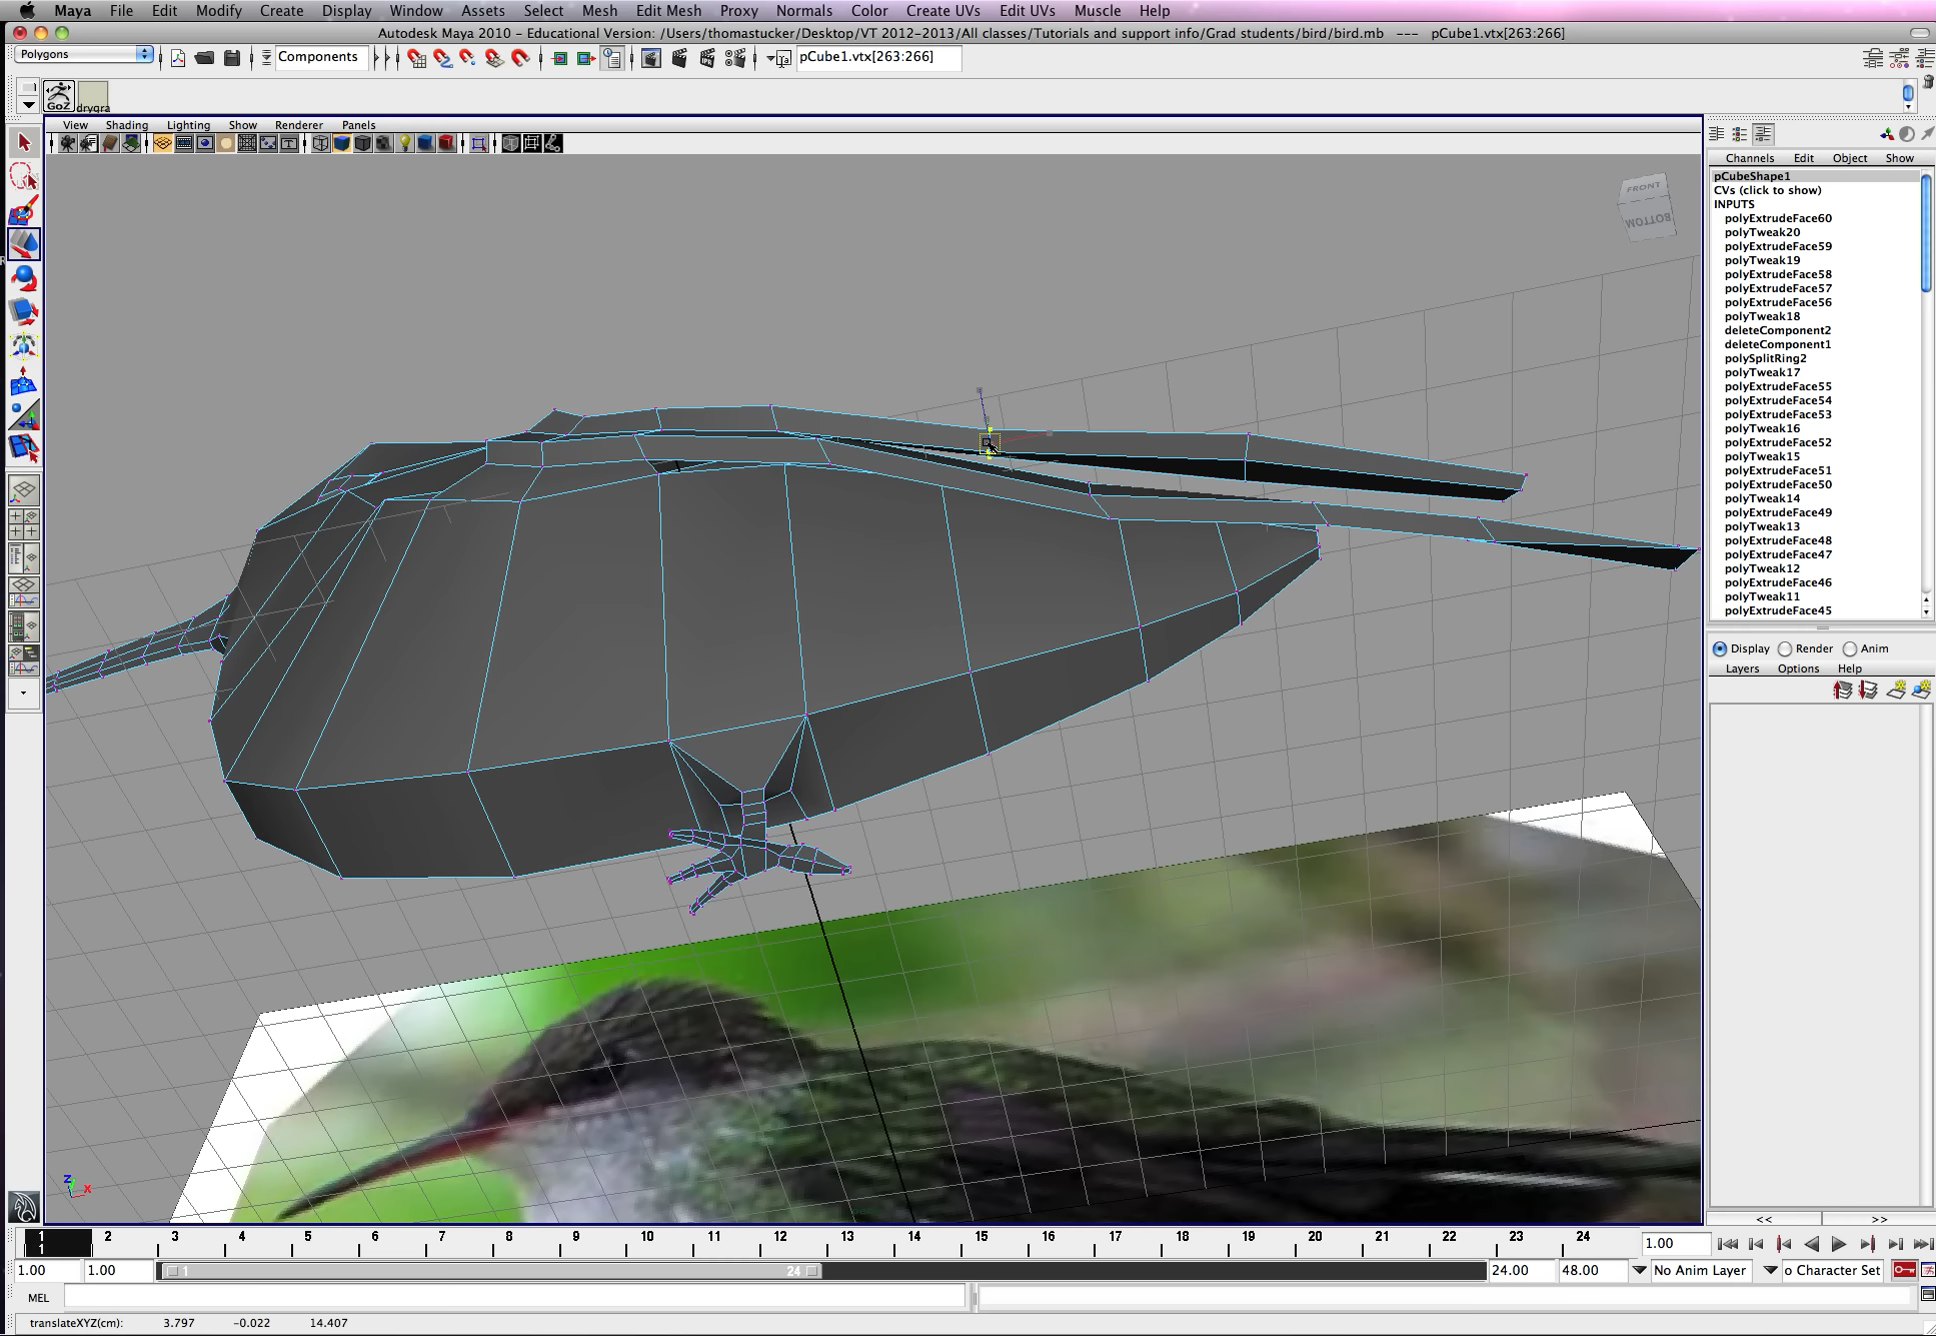 Maya File Edit Modify Create Display Window Assets Select Mesh Edit Mesh Proxy Normals Color Create UVs Edit UVs Muscle Help
Autodesk Maya 2010 - Educational Version: /Users/thomastucker/Desktop/VT 2012-2013/All classes/Tutorials and support info/Grad students/bird/bird.mb --- pCube1.vtx[263:266]
Polygons Components pCube1.vtx[263:266]
GoZ drygra
View Shading Lighting Show Renderer Panels
Channels Edit Object Show
pCubeShape1
CVs (click to show)
INPUTS
polyExtrudeFace60
polyTweak20
polyExtrudeFace59
polyTweak19
polyExtrudeFace58
polyExtrudeFace57
polyExtrudeFace56
polyTweak18
deleteComponent2
deleteComponent1
polySplitRing2
polyTweak17
polyExtrudeFace55
polyExtrudeFace54
polyExtrudeFace53
polyTweak16
polyExtrudeFace52
polyTweak15
polyExtrudeFace51
polyExtrudeFace50
polyTweak14
polyExtrudeFace49
polyTweak13
polyExtrudeFace48
polyExtrudeFace47
polyTweak12
polyExtrudeFace46
polyTweak11
polyExtrudeFace45
FRONT
BOTTOM
Display Render Anim
Layers Options Help
z x
<< >>
1 2 3 4 5 6 7 8 9 10 11 12 13 14 15 16 17 18 19 20 21 22 23 24 1.00
1
1.00 1.00 1 24 24.00 48.00 No Anim Layer o Character Set
MEL
translateXYZ(cm): 3.797 -0.022 14.407